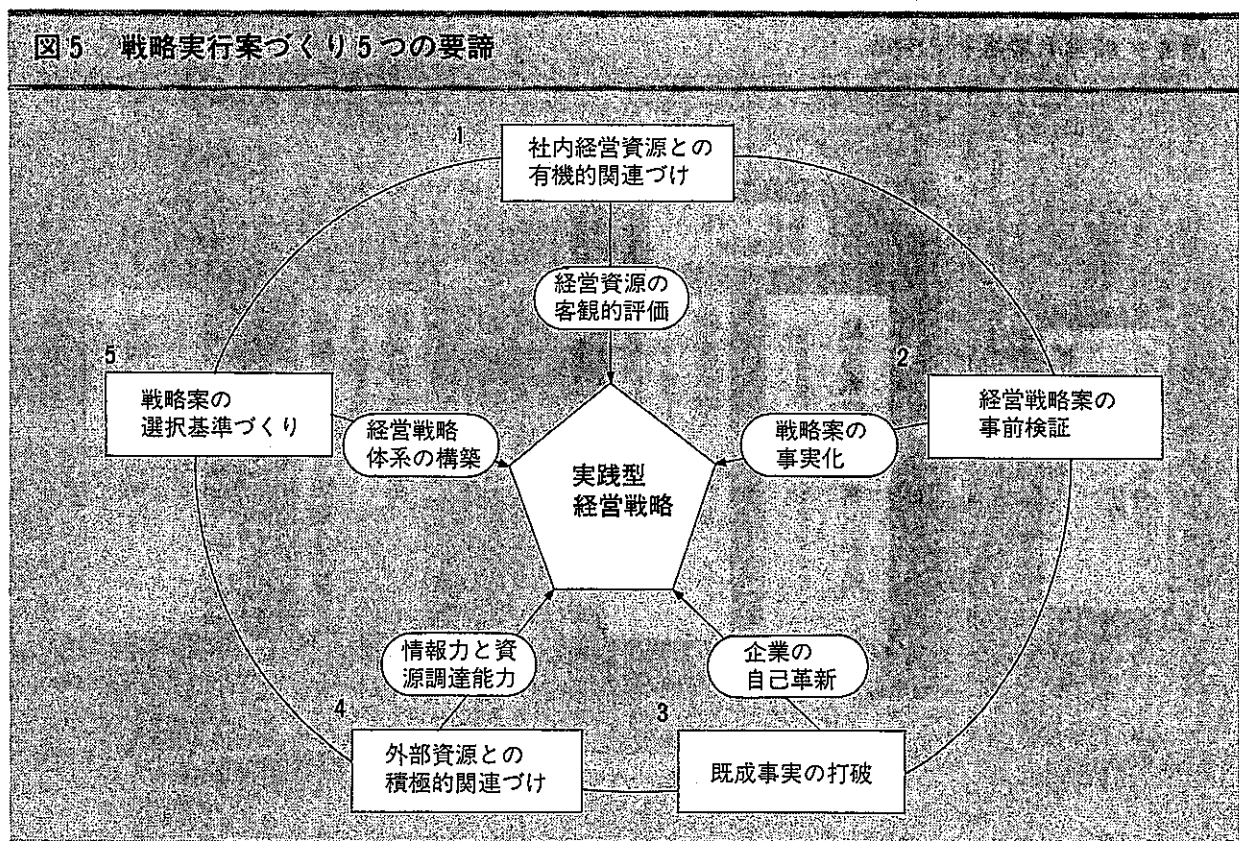 図5 戦略実行案づくり5つの要諦
1
社内経営資源との
有機的関連づけ
経営資源の
客観的評価
2
経営戦略案の
事前検証
戦略案の
事実化
3
既成事実の打破
企業の
自己革新
4
外部資源との
積極的関連づけ
情報力と資
源調達能力
5
戦略案の
選択基準づくり
経営戦略
体系の構築
実践型
経営戦略